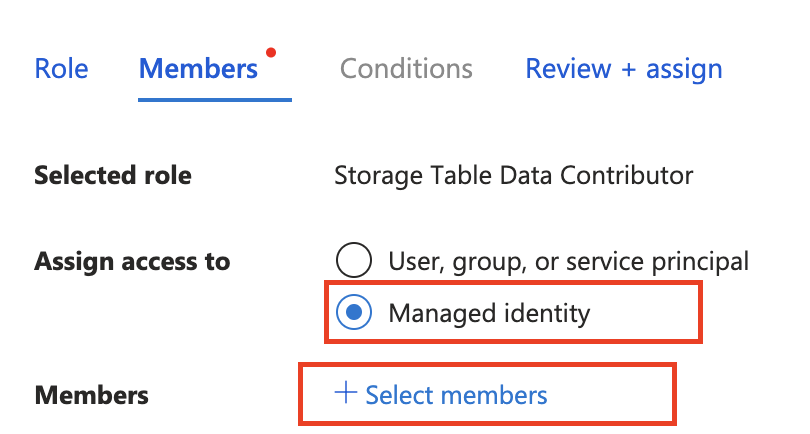 Role Members Conditions Review + assign
Selected role Storage Table Data Contributor
Assign access to User, group, or service principal
Managed identity
Members + Select members